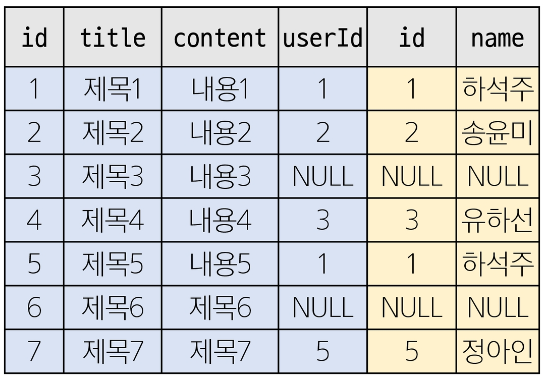 id title content userId id name
1 제목1 내용1 1 1 하석주
2 제목2 내용2 2 2 송윤미
3 제목3 내용3 NULL NULL NULL
4 제목4 내용4 3 3 유하선
5 제목5 내용5 1 1 하석주
6 제목6 제목6 NULL NULL NULL
7 제목7 제목7 5 5 정아인